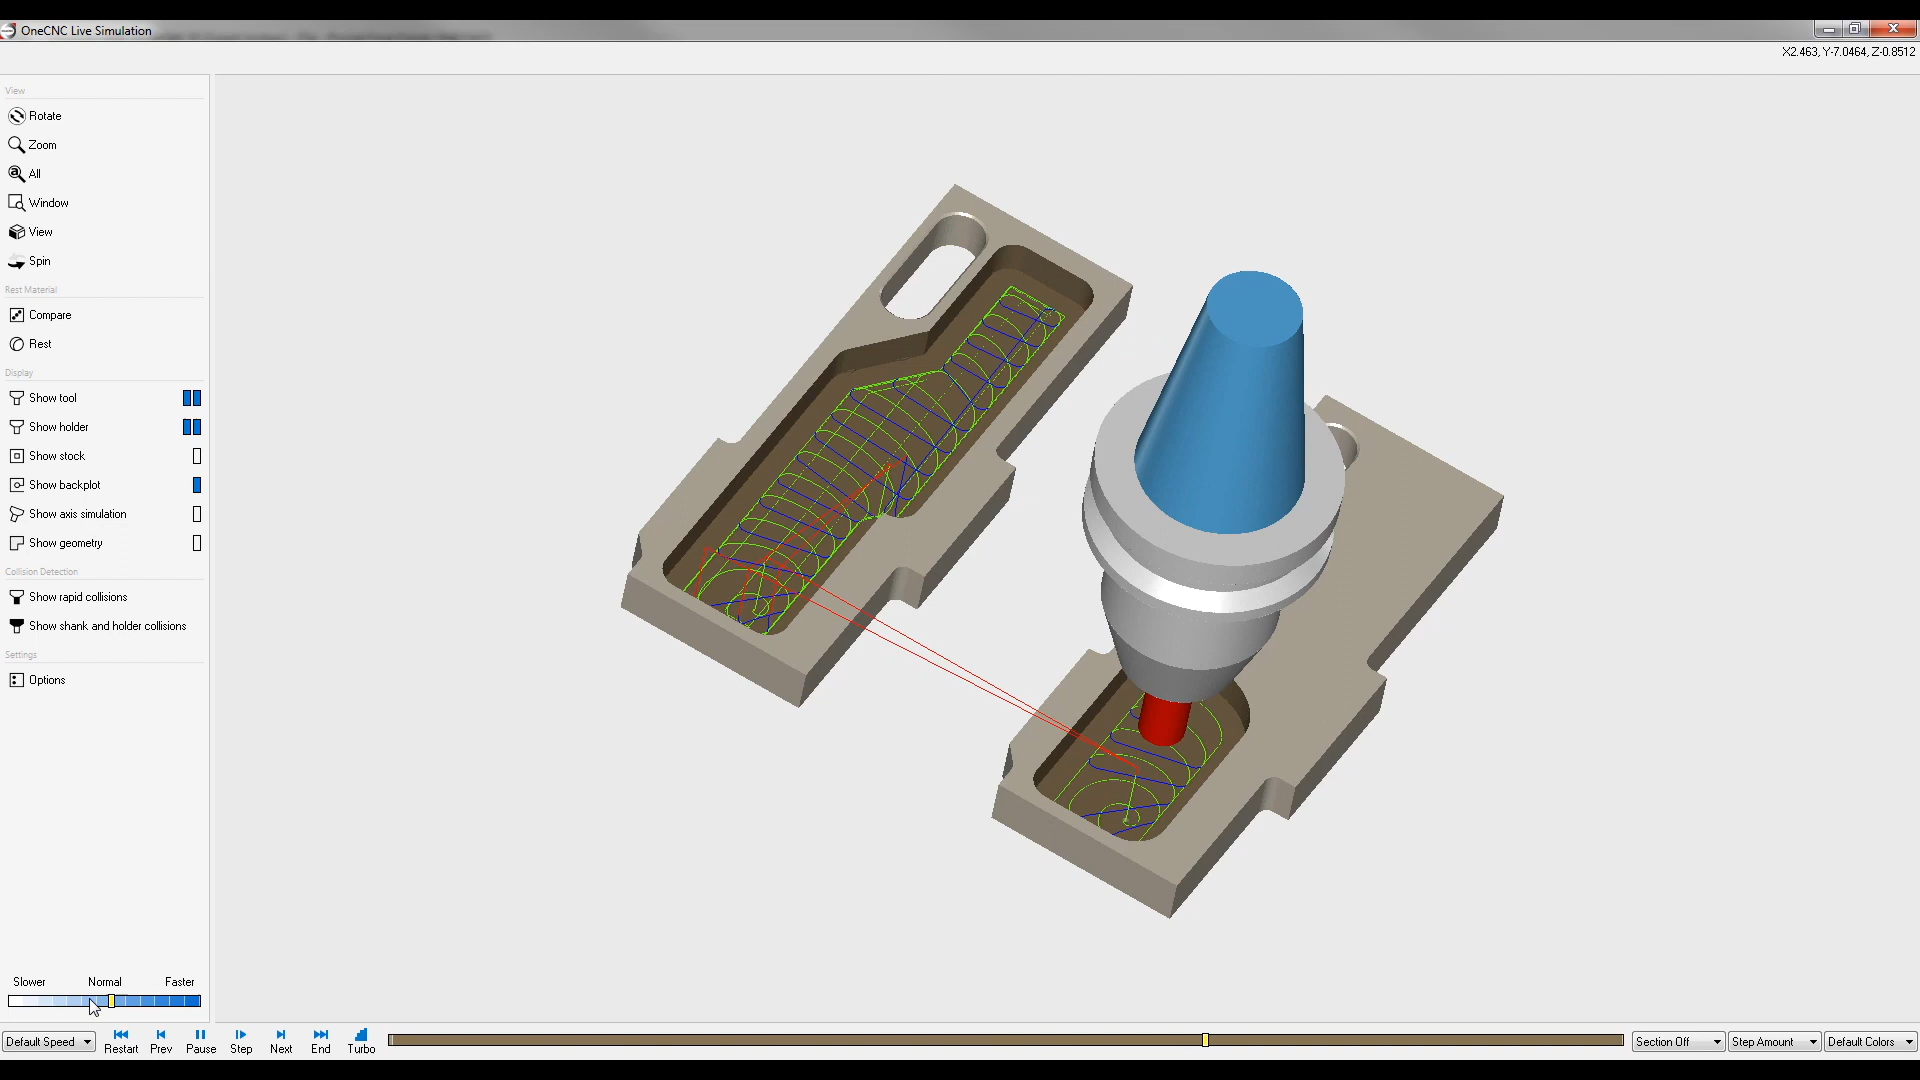 OneCNC Live Simulation
X2.463, Y-7.0464, Z-0.8512
View
Rotate
Zoom
All
Window
View
Spin
Rest Material
Compare
Rest
Display
Show tool
Show holder
Show stock
Show backplot
Show axis simulation
Show geometry
Collision Detection
Show rapid collisions
Show shank and holder collisions
Settings
Options
Slower Normal Faster
Default Speed Restart Prev Pause Step Next End Turbo Section Off Step Amount Default Colors